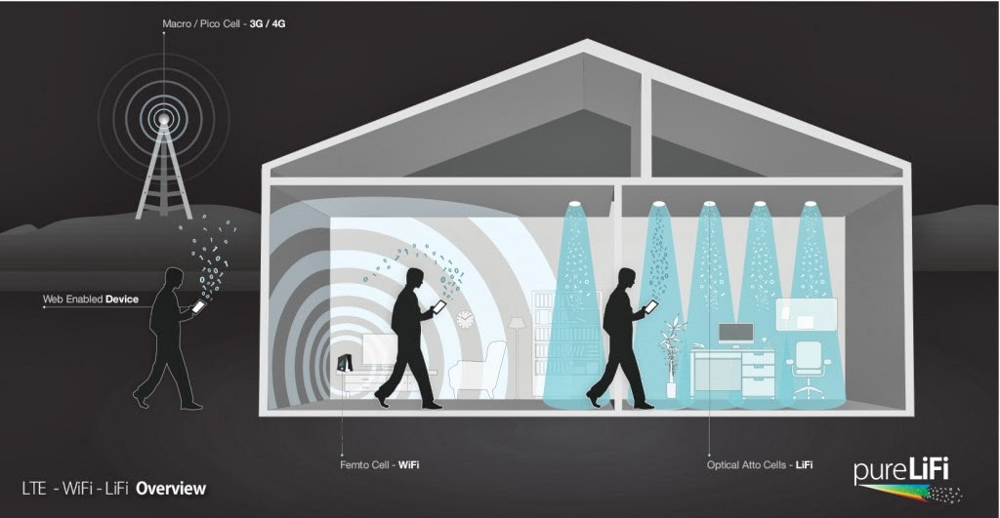 Macro / Pico Cell - 3G / 4G
Web Enabled Device
Femto Cell - WiFi
Optical Atto Cells - LiFi
LTE - WiFi - LiFi Overview
pureLiFi